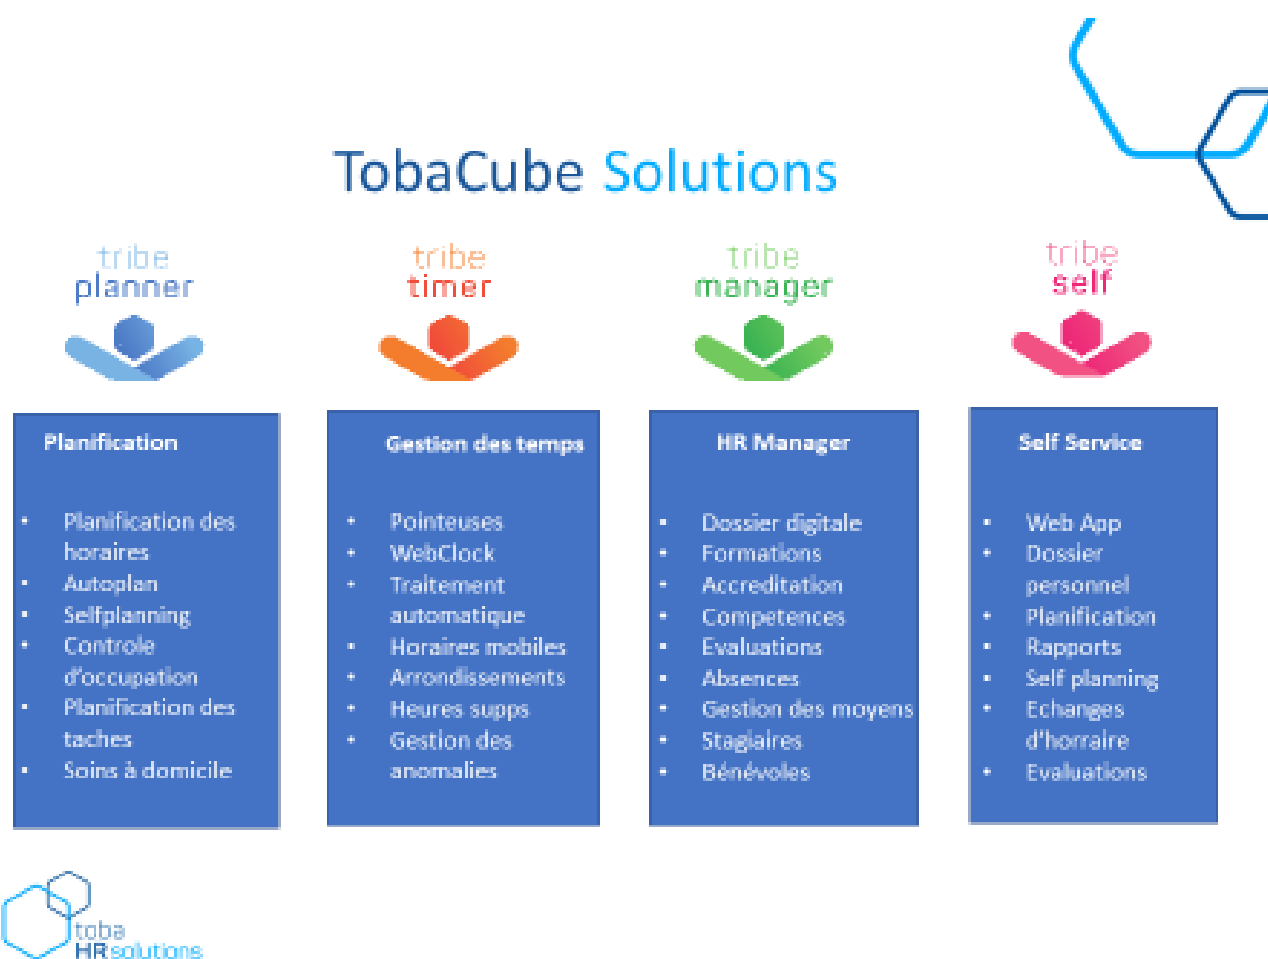 TobaCube Solutions
tribe
planner
tribe
timer
tribe
manager
tribe
self
Planification
• Planification des
horaires
• Autoplan
• Selfplanning
• Controle
d'occupation
• Planification des
taches
• Soins à domicile
Gestion des temps
• Pointeuses
• WebClock
• Traitement
automatique
• Horaires mobiles
• Arrondissements
• Heures supps
• Gestion des
anomalies
HR Manager
• Dossier digitale
• Formations
• Accreditation
• Competences
• Evaluations
• Absences
• Gestion des moyens
• Stagiaires
• Bénévoles
Self Service
• Web App
• Dossier
personnel
• Planification
• Rapports
• Self planning
• Echanges
d'horraire
• Evaluations
toba
HRsolutions